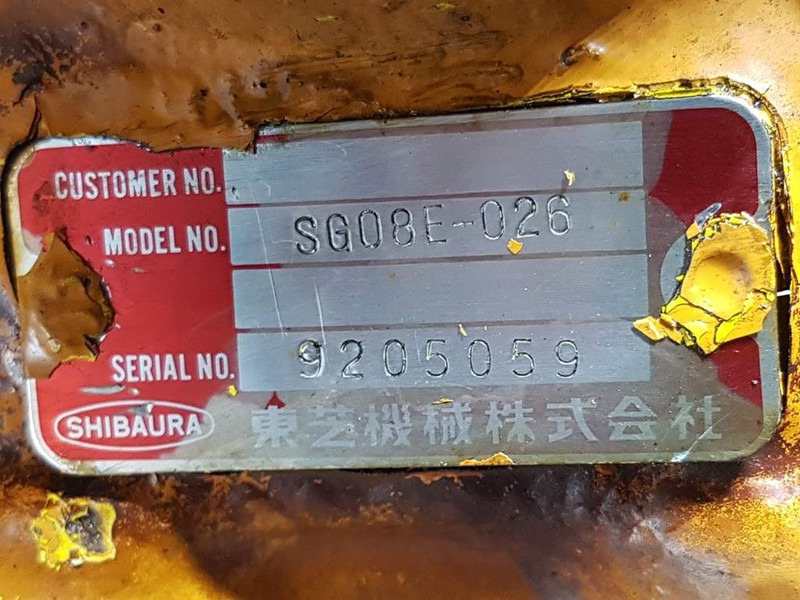 CUSTOMER NO.
MODEL NO. SG08E-026
SERIAL NO. 9205059
SHIBAURA 東芝機械株式会社